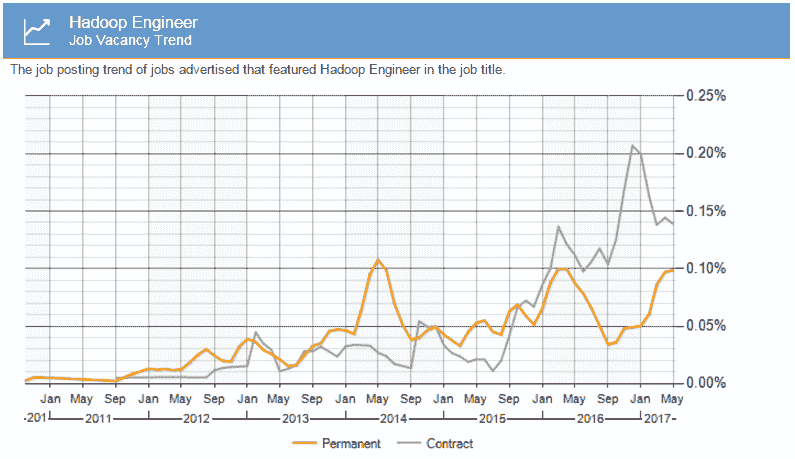 Hadoop Engineer
Job Vacancy Trend
The job posting trend of jobs advertised that featured Hadoop Engineer in the job title.
0.25%
0.20%
0.15%
0.10%
0.05%
0.00%
Jan May Sep Jan May Sep Jan May Sep Jan May Sep Jan May Sep Jan May Sep Jan May
201 2011 2012 2013 2014 2015 2016 2017
Permanent Contract